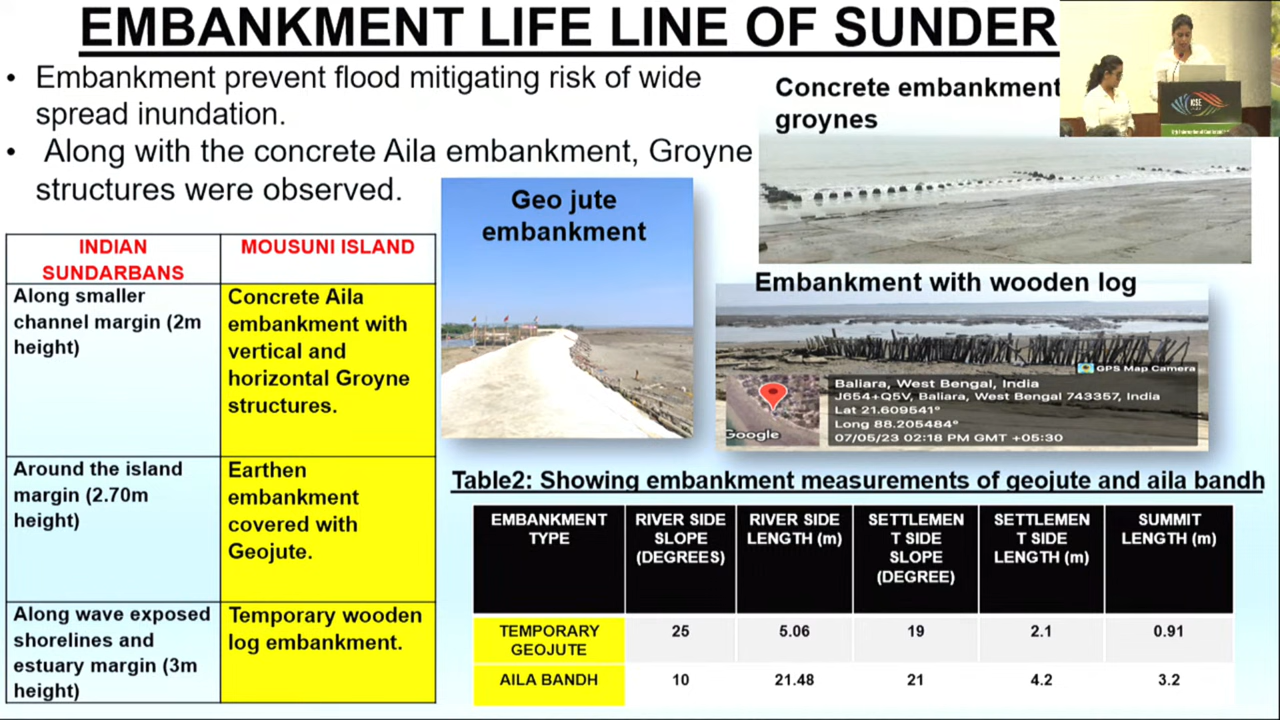 EMBANKMENT LIFE LINE OF SUNDER
• Embankment prevent flood mitigating risk of wide
spread inundation.
• Along with the concrete Aila embankment, Groyne
structures were observed.
Concrete embankment
groynes
ICSE
Geo jute
embankment
Embankment with wooden log
GPS Map Camera
Baliara, West Bengal, India
J654+Q5V, Baliara, West Bengal 743357, India
Lat 21.609541°
Long 88.205484°
07/05/23 02:18 PM GMT +05:30
Google
INDIAN
SUNDARBANS
MOUSUNI ISLAND
Along smaller
channel margin (2m
height)
Concrete Aila
embankment with
vertical and
horizontal Groyne
structures.
Around the island
margin (2.70m
height)
Earthen
embankment
covered with
Geojute.
Along wave exposed
shorelines and
estuary margin (3m
height)
Temporary wooden
log embankment.
Table2: Showing embankment measurements of geojute and aila bandh
EMBANKMENT
TYPE
RIVER SIDE
SLOPE
(DEGREES)
RIVER SIDE
LENGTH (m)
SETTLEMEN
T SIDE
SLOPE
(DEGREE)
SETTLEMEN
T SIDE
LENGTH (m)
SUMMIT
LENGTH (m)
TEMPORARY
GEOJUTE
25
5.06
19
2.1
0.91
AILA BANDH
10
21.48
21
4.2
3.2